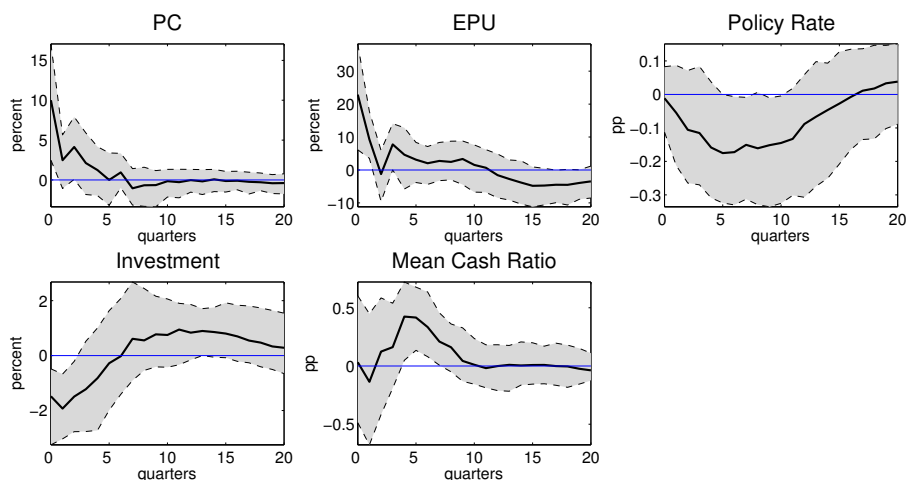 PC
EPU
Policy Rate
percent
15
10
5
0
0 5 10 15 20
quarters
percent
30
20
10
0
−10
0 5 10 15 20
quarters
pp
0.1
0
−0.1
−0.2
−0.3
0 5 10 15 20
quarters
Investment
Mean Cash Ratio
percent
2
0
−2
0 5 10 15 20
quarters
pp
0.5
0
−0.5
0 5 10 15 20
quarters